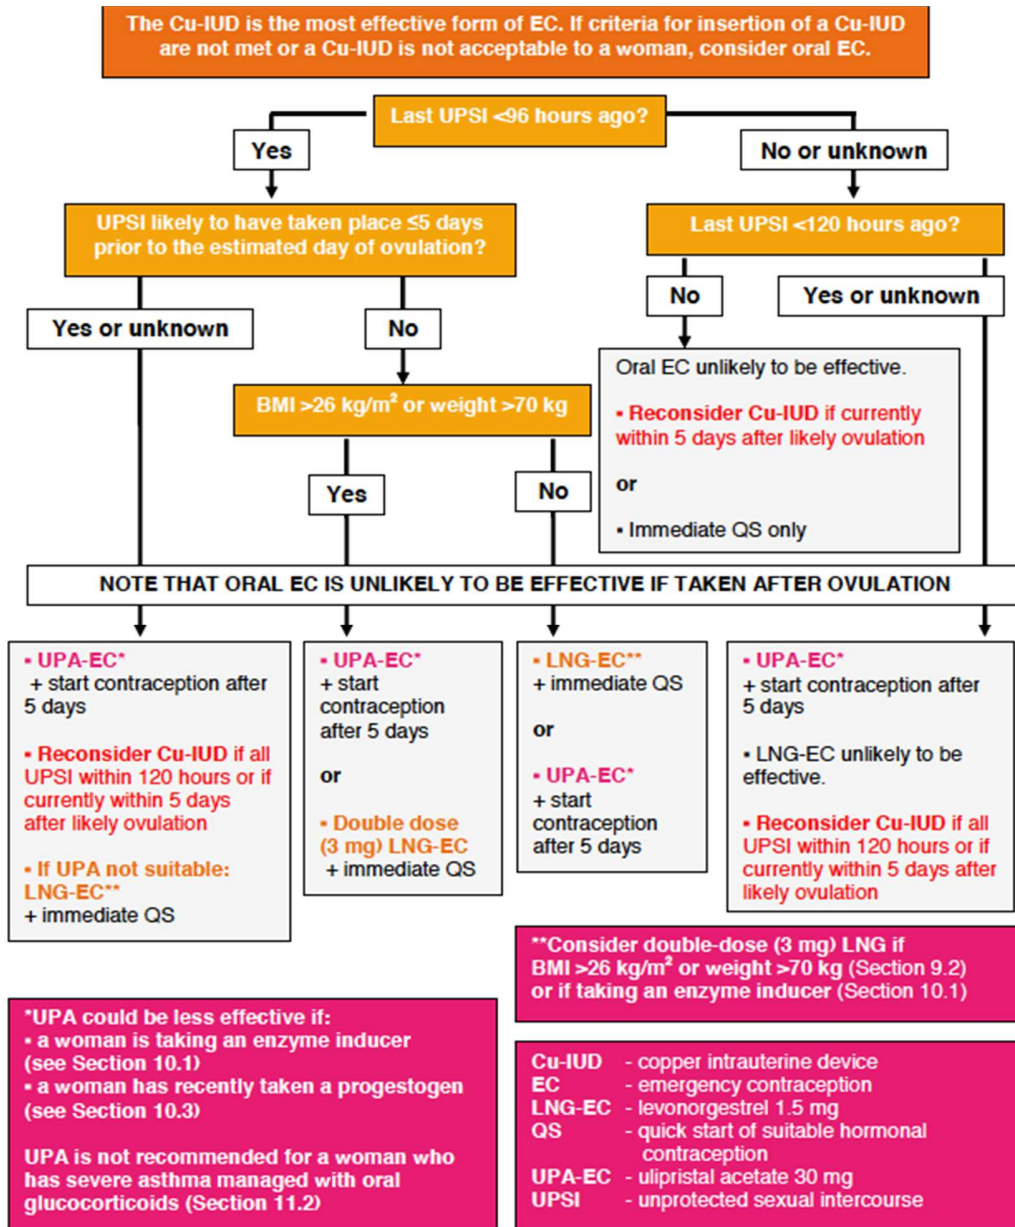 The Cu-IUD is the most effective form of EC. If criteria for insertion of a Cu-IUD
are not met or a Cu-IUD is not acceptable to a woman, consider oral EC.
Last UPSI <96 hours ago?
Yes
No or unknown
UPSI likely to have taken place ≤5 days
prior to the estimated day of ovulation?
Last UPSI <120 hours ago?
Yes or unknown
No
No
Yes or unknown
BMI >26 kg/m² or weight >70 kg
Yes
No
Oral EC unlikely to be effective.
▪ Reconsider Cu-IUD if currently
within 5 days after likely ovulation
or
▪ Immediate QS only
NOTE THAT ORAL EC IS UNLIKELY TO BE EFFECTIVE IF TAKEN AFTER OVULATION
▪ UPA-EC*
+ start contraception after
5 days
▪ Reconsider Cu-IUD if all
UPSI within 120 hours or if
currently within 5 days
after likely ovulation
▪ If UPA not suitable:
LNG-EC**
+ immediate QS
▪ UPA-EC*
+ start
contraception
after 5 days
or
▪ Double dose
(3 mg) LNG-EC
+ immediate QS
▪ LNG-EC**
+ immediate QS
or
▪ UPA-EC*
+ start
contraception
after 5 days
▪ UPA-EC*
+ start contraception after
5 days
▪ LNG-EC unlikely to be
effective.
▪ Reconsider Cu-IUD if all
UPSI within 120 hours or if
currently within 5 days after
likely ovulation
**Consider double-dose (3 mg) LNG if
BMI >26 kg/m² or weight >70 kg (Section 9.2)
or if taking an enzyme inducer (Section 10.1)
*UPA could be less effective if:
▪ a woman is taking an enzyme inducer
(see Section 10.1)
▪ a woman has recently taken a progestogen
(see Section 10.3)
UPA is not recommended for a woman who
has severe asthma managed with oral
glucocorticoids (Section 11.2)
Cu-IUD - copper intrauterine device
EC - emergency contraception
LNG-EC - levonorgestrel 1.5 mg
QS - quick start of suitable hormonal
contraception
UPA-EC - ulipristal acetate 30 mg
UPSI - unprotected sexual intercourse